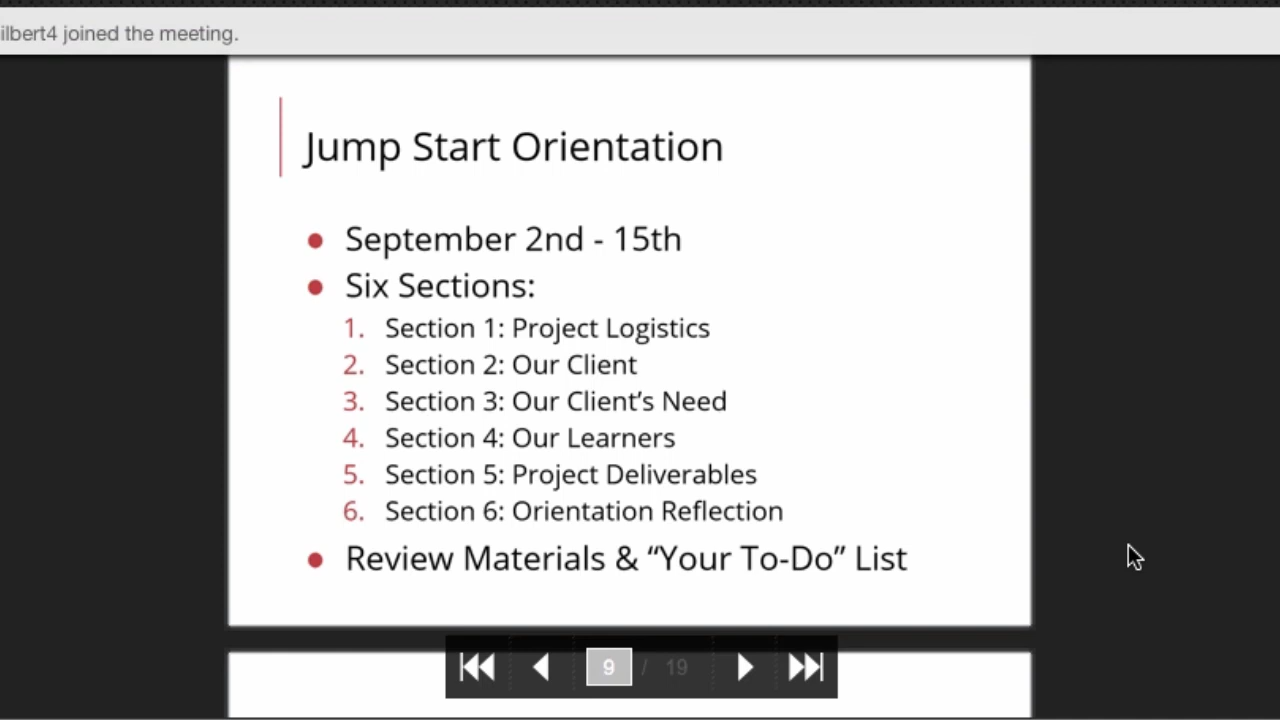 ilbert4 joined the meeting.
Jump Start Orientation
● September 2nd - 15th
● Six Sections:
1. Section 1: Project Logistics
2. Section 2: Our Client
3. Section 3: Our Client’s Need
4. Section 4: Our Learners
5. Section 5: Project Deliverables
6. Section 6: Orientation Reflection
● Review Materials & “Your To-Do” List
9 / 19